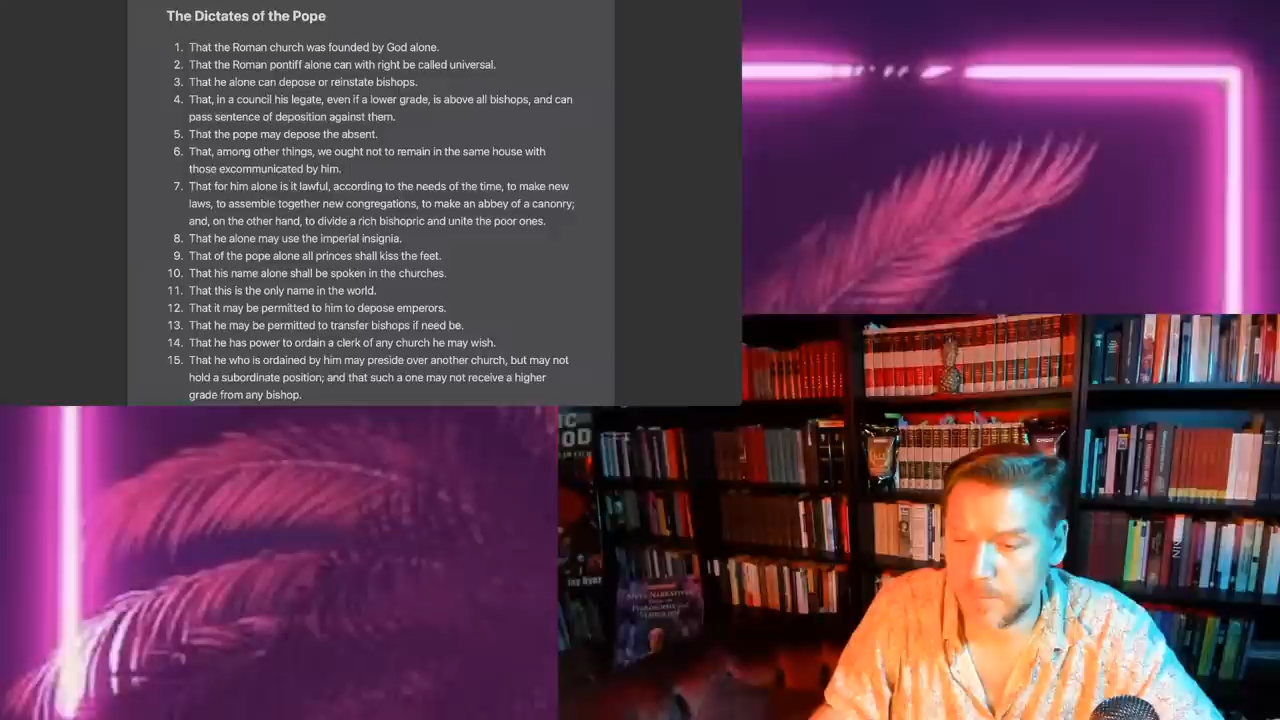 The Dictates of the Pope
1. That the Roman church was founded by God alone.
2. That the Roman pontiff alone can with right be called universal.
3. That he alone can depose or reinstate bishops.
4. That, in a council his legate, even if a lower grade, is above all bishops, and can
pass sentence of deposition against them.
5. That the pope may depose the absent.
6. That, among other things, we ought not to remain in the same house with
those excommunicated by him.
7. That for him alone is it lawful, according to the needs of the time, to make new
laws, to assemble together new congregations, to make an abbey of a canonry;
and, on the other hand, to divide a rich bishopric and unite the poor ones.
8. That he alone may use the imperial insignia.
9. That of the pope alone all princes shall kiss the feet.
10. That his name alone shall be spoken in the churches.
11. That this is the only name in the world.
12. That it may be permitted to him to depose emperors.
13. That he may be permitted to transfer bishops if need be.
14. That he has power to ordain a clerk of any church he may wish.
15. That he who is ordained by him may preside over another church, but may not
hold a subordinate position; and that such a one may not receive a higher
grade from any bishop.